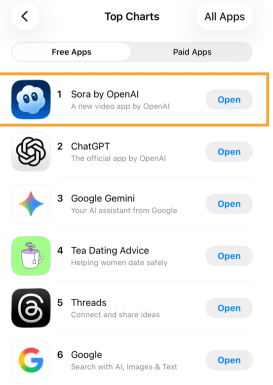 Top Charts
All Apps
Free Apps
Paid Apps
1 Sora by OpenAI
A new video app by OpenAI
Open
2 ChatGPT
The official app by OpenAI
Open
3 Google Gemini
Your AI assistant from Google
Open
4 Tea Dating Advice
Helping women date safely
Open
5 Threads
Connect and share ideas
Open
6 Google
Search with AI, Images & Text
Open